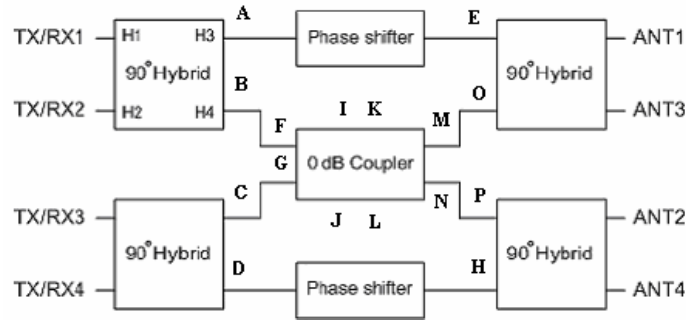 A E
TX/RX1 H1 H3 Phase shifter ANT1
90° Hybrid 90° Hybrid
B O
TX/RX2 H2 H4 I K M ANT3
F
G 0 dB Coupler
C N P
TX/RX3 J L ANT2
90° Hybrid 90° Hybrid
D H
TX/RX4 Phase shifter ANT4